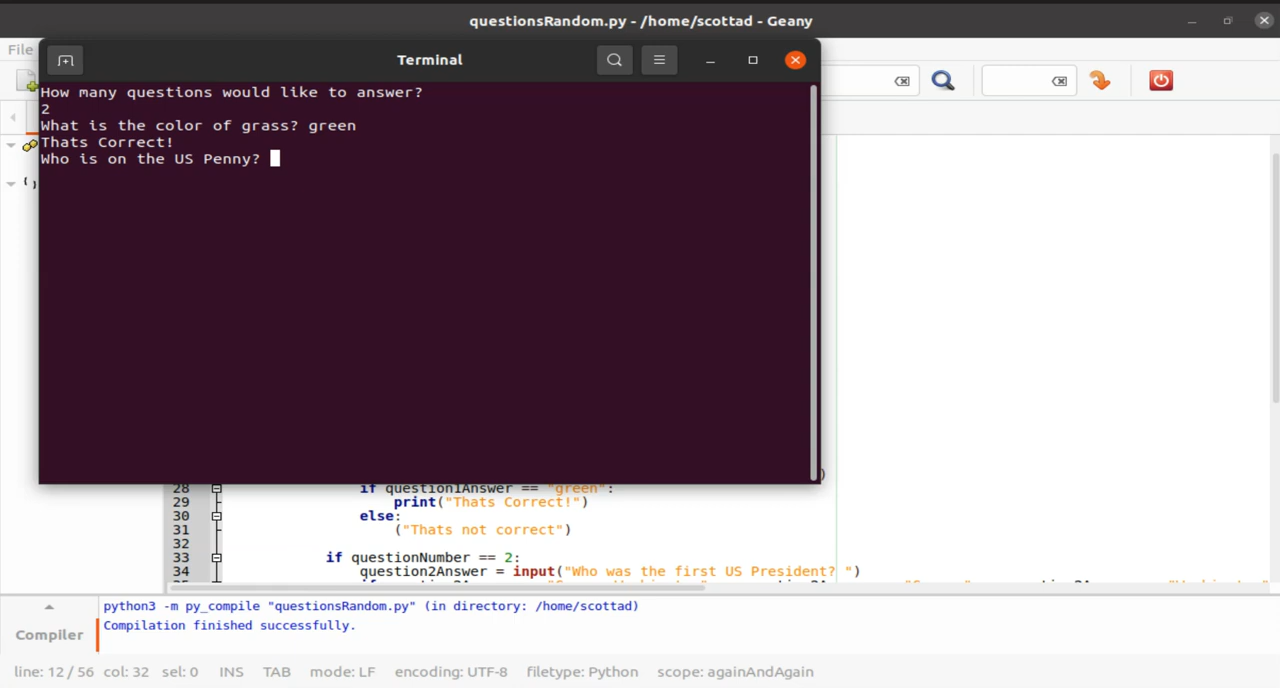 questionsRandom.py - /home/scottad - Geany
File
Terminal
How many questions would like to answer?
2
What is the color of grass? green
Thats Correct!
Who is on the US Penny?
)
28 if question1Answer == "green":
29 print("Thats Correct!")
30 else:
31 ("Thats not correct")
32
33 if questionNumber == 2:
34 question2Answer = input("Who was the first US President? ")
python3 -m py_compile "questionsRandom.py" (in directory: /home/scottad)
Compilation finished successfully.
Compiler
line: 12 / 56 col: 32 sel: 0 INS TAB mode: LF encoding: UTF-8 filetype: Python scope: againAndAgain